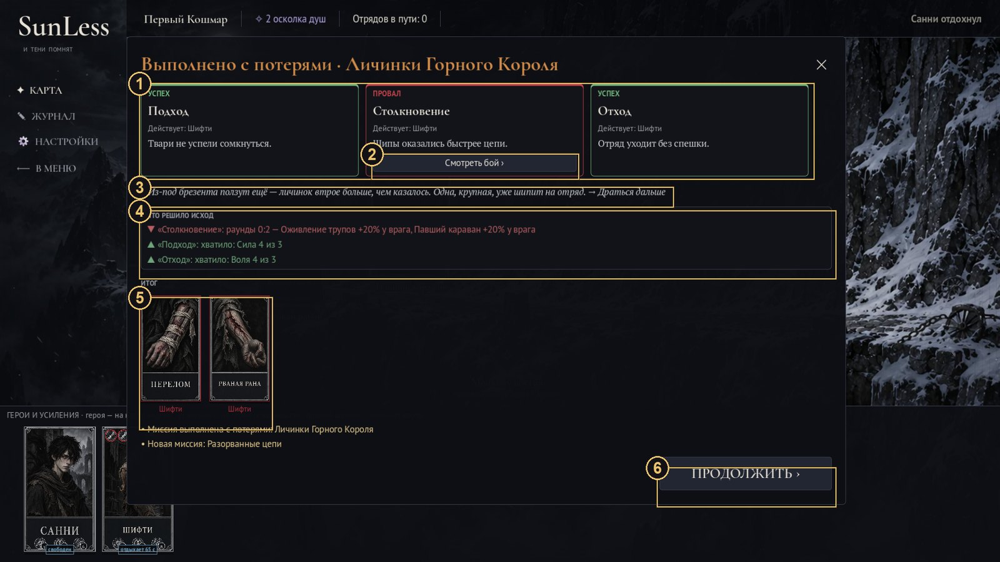 SunLess
и тени помнят
Первый Кошмар
2 осколка душ
Отрядов в пути: 0
Санни отдохнул
КАРТА
ЖУРНАЛ
НАСТРОЙКИ
В МЕНЮ
Выполнено с потерями · Личинки Горного Короля
1
УСПЕХ
Подход
Действует: Шифти
Твари не успели сомкнуться.
ПРОВАЛ
Столкновение
Действует: Шифти
Шипы оказались быстрее цепи.
2
Смотреть бой ›
УСПЕХ
Отход
Действует: Шифти
Отряд уходит без спешки.
3
Из-под брезента ползут ещё — личинок втрое больше, чем казалось. Одна, крупная, уже шипит на отряд. → Драться дальше
4
ЧТО РЕШИЛО ИСХОД
▼ «Столкновение»: раунды 0:2 — Оживление трупов +20% у врага, Павший караван +20% у врага
▲ «Подход»: хватило: Сила 4 из 3
▲ «Отход»: хватило: Воля 4 из 3
ИТОГ
5
ПЕРЕЛОМ
Шифти
РВАНАЯ РАНА
Шифти
• Миссия выполнена с потерями: Личинки Горного Короля
• Новая миссия: Разорванные цепи
6
ПРОДОЛЖИТЬ ›
ГЕРОИ И УСИЛЕНИЯ · героя — на
САННИ
свободен
ШИФТИ
отдыхает 65 с